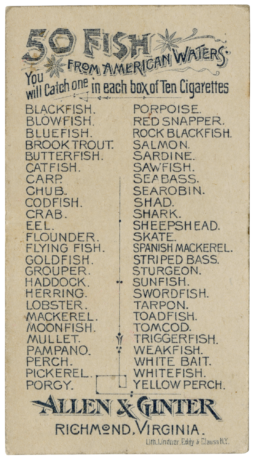 50 FISH
FROM AMERICAN WATERS
You will Catch one in each box of Ten Cigarettes
BLACKFISH.
BLOWFISH.
BLUEFISH.
BROOK TROUT.
BUTTERFISH.
CATFISH.
CARP
CHUB.
CODFISH.
CRAB.
EEL.
FLOUNDER.
FLYING FISH.
GOLDFISH.
GROUPER.
HADDOCK.
HERRING.
LOBSTER.
MACKEREL.
MOONFISH.
MULLET.
PAMPANO.
PERCH.
PICKEREL.
PORGY.
PORPOISE.
RED SNAPPER.
ROCK BLACKFISH.
SALMON.
SARDINE.
SAWFISH.
SEA BASS.
SEAROBIN.
SHAD.
SHARK.
SHEEPSHEAD.
SKATE.
SPANISH MACKEREL.
STRIPED BASS.
STURGEON.
SUNFISH.
SWORDFISH.
TARPON.
TOADFISH.
TOMCOD.
TRIGGERFISH.
WEAKFISH.
WHITE BAIT.
WHITEFISH.
YELLOW PERCH.
ALLEN & GINTER
RICHMOND, VIRGINIA.
Lith. Lindner, Eddy & Clauss N.Y.